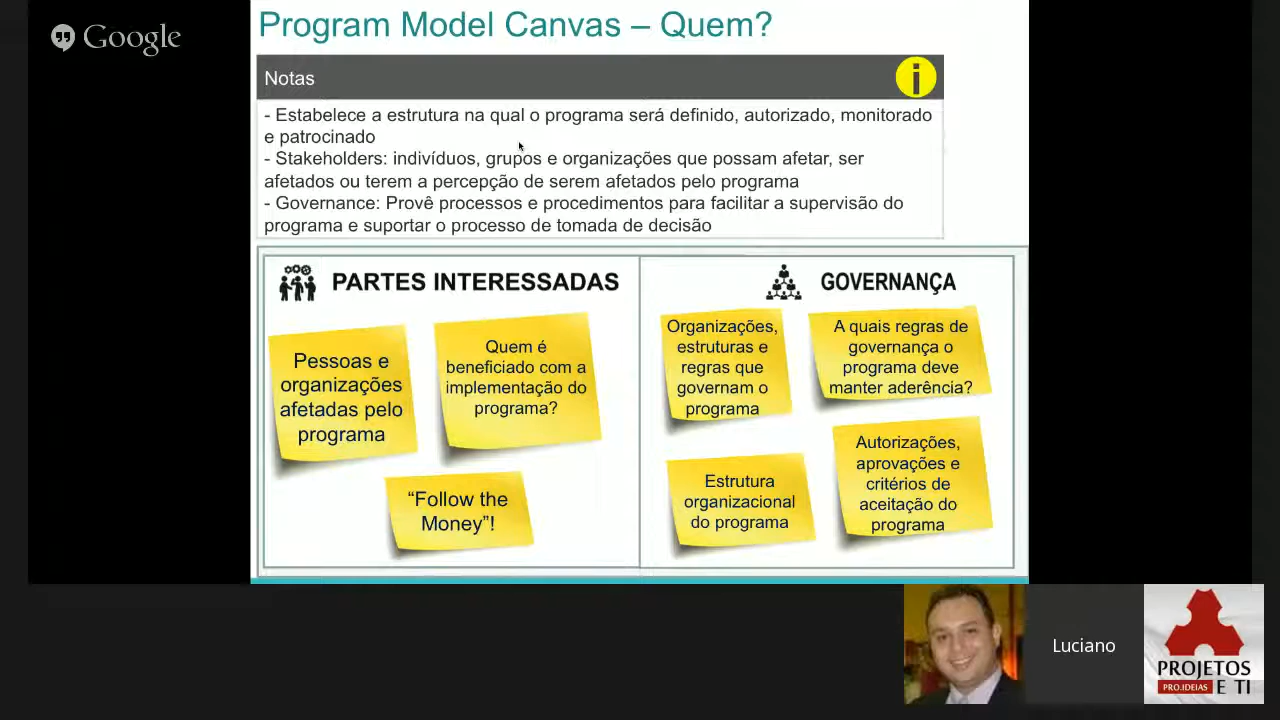 Program Model Canvas – Quem?
Google
Notas
- Estabelece a estrutura na qual o programa será definido, autorizado, monitorado
e patrocinado
- Stakeholders: indivíduos, grupos e organizações que possam afetar, ser
afetados ou terem a percepção de serem afetados pelo programa
- Governance: Provê processos e procedimentos para facilitar a supervisão do
programa e suportar o processo de tomada de decisão
PARTES INTERESSADAS
Pessoas e
organizações
afetadas pelo
programa
Quem é
beneficiado com a
implementação do
programa?
“Follow the
Money”!
GOVERNANÇA
Organizações,
estruturas e
regras que
governam o
programa
A quais regras de
governança o
programa deve
manter aderência?
Estrutura
organizacional
do programa
Autorizações,
aprovações e
critérios de
aceitação do
programa
Luciano
PROJETOS
PRO.IDEIAS E TI